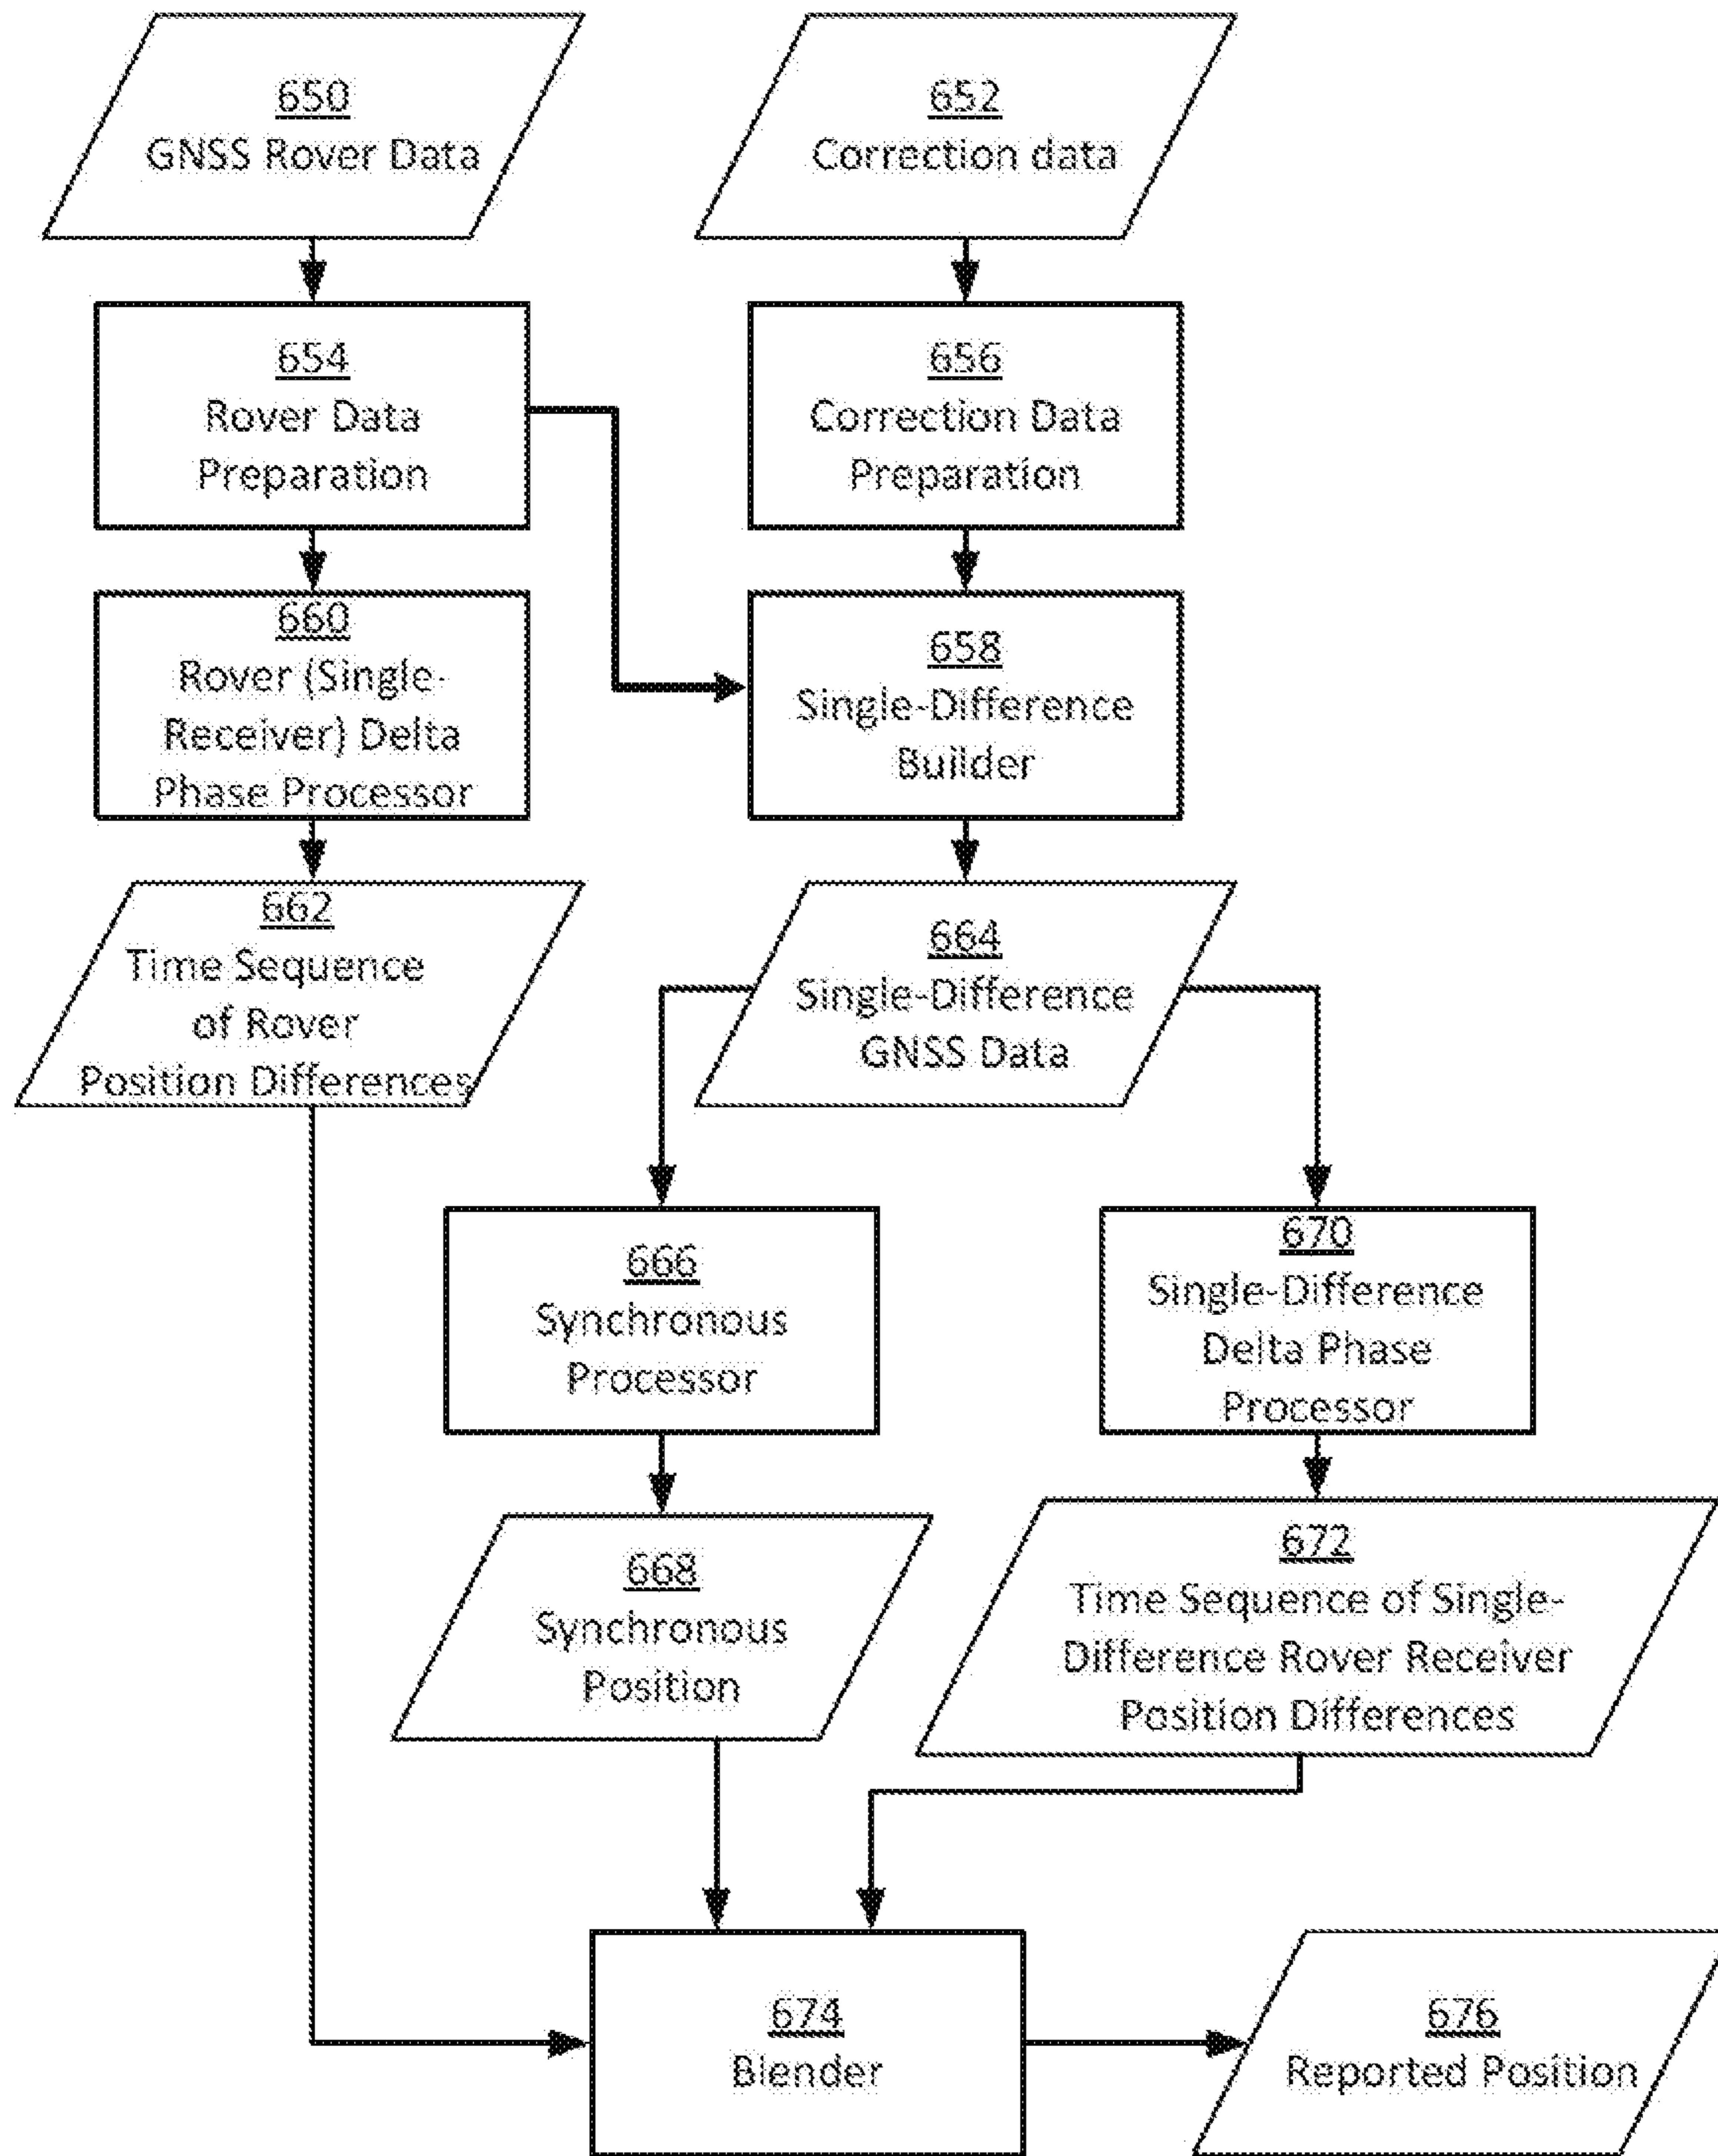 650
GNSS Rover Data
652
Correction data
654
Rover Data
Preparation
656
Correction Data
Preparation
660
Rover (Single-
Receiver) Delta
Phase Processor
658
Single-Difference
Builder
662
Time Sequence
of Rover
Position Differences
664
Single-Difference
GNSS Data
666
Synchronous
Processor
670
Single-Difference
Delta Phase
Processor
668
Synchronous
Position
672
Time Sequence of Single-
Difference Rover Receiver
Position Differences
674
Blender
676
Reported Position